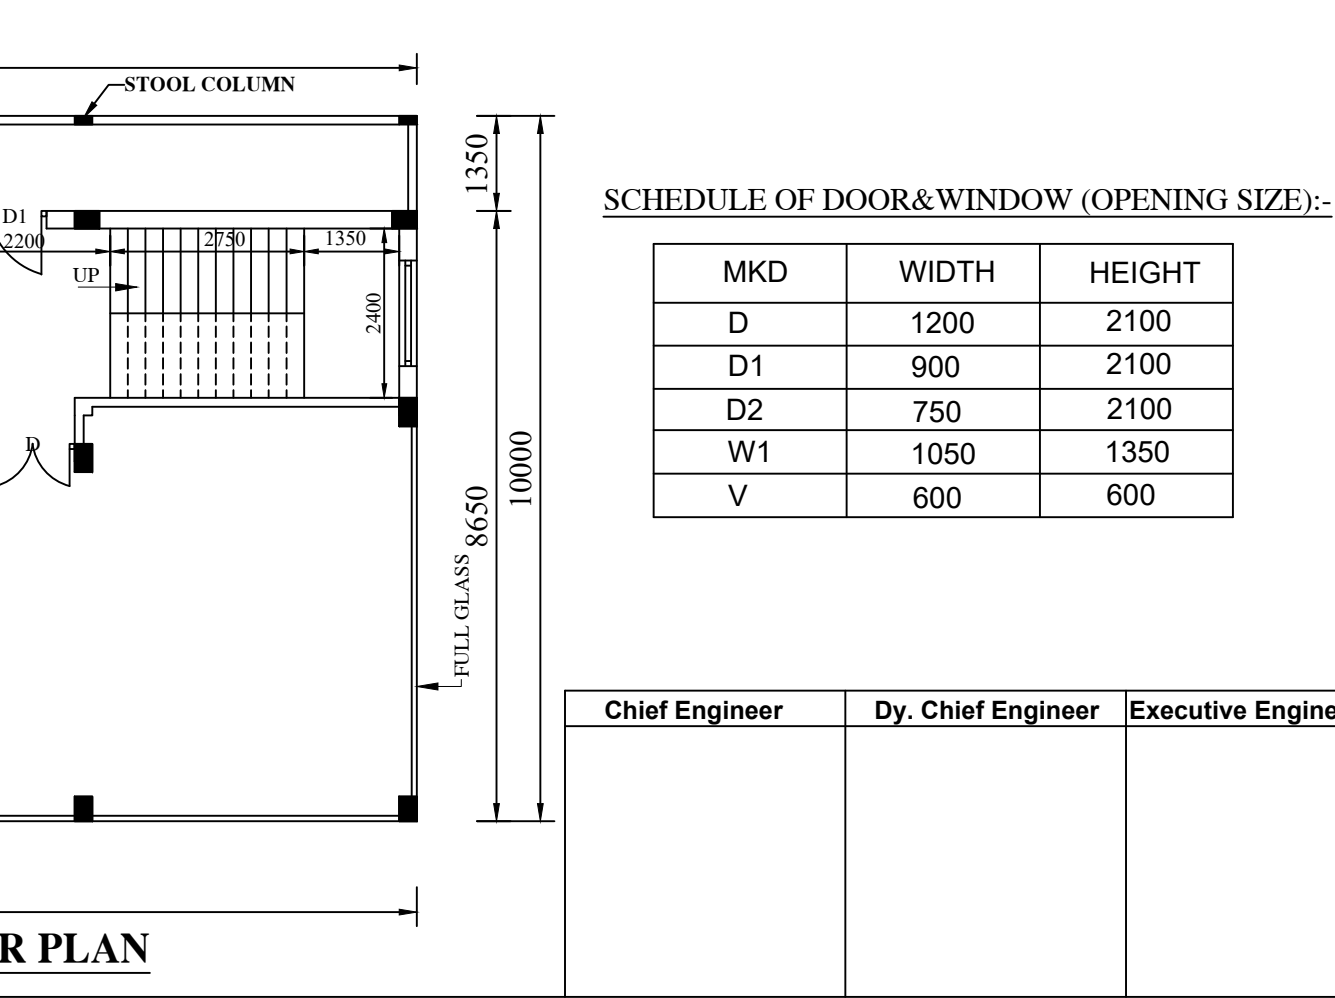 STOOL COLUMN
1350
SCHEDULE OF DOOR&WINDOW (OPENING SIZE):-
D1
2200
2750
1350
UP
2400
D
8650
10000
FULL GLASS
MKD WIDTH HEIGHT
D 1200 2100
D1 900 2100
D2 750 2100
W1 1050 1350
V 600 600
Chief Engineer Dy. Chief Engineer Executive Engine
R PLAN